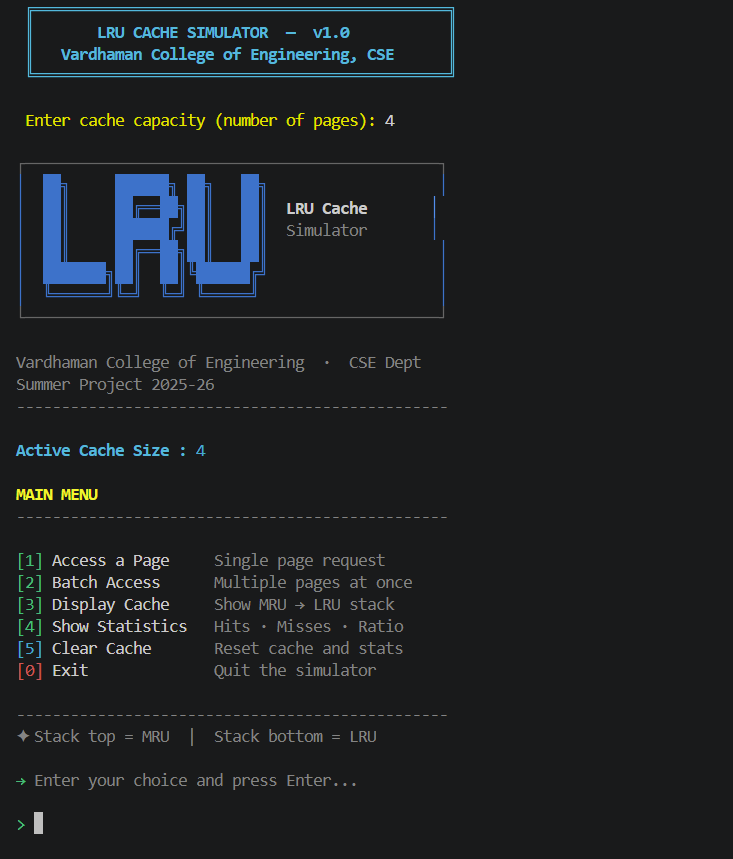 LRU CACHE SIMULATOR — v1.0
Vardhaman College of Engineering, CSE
Enter cache capacity (number of pages): 4
LRU
LRU Cache
Simulator
Vardhaman College of Engineering · CSE Dept
Summer Project 2025-26
------------------------------------------------
Active Cache Size : 4
MAIN MENU
------------------------------------------------
[1] Access a Page Single page request
[2] Batch Access Multiple pages at once
[3] Display Cache Show MRU → LRU stack
[4] Show Statistics Hits · Misses · Ratio
[5] Clear Cache Reset cache and stats
[0] Exit Quit the simulator
------------------------------------------------
✦ Stack top = MRU │ Stack bottom = LRU
→ Enter your choice and press Enter...
>